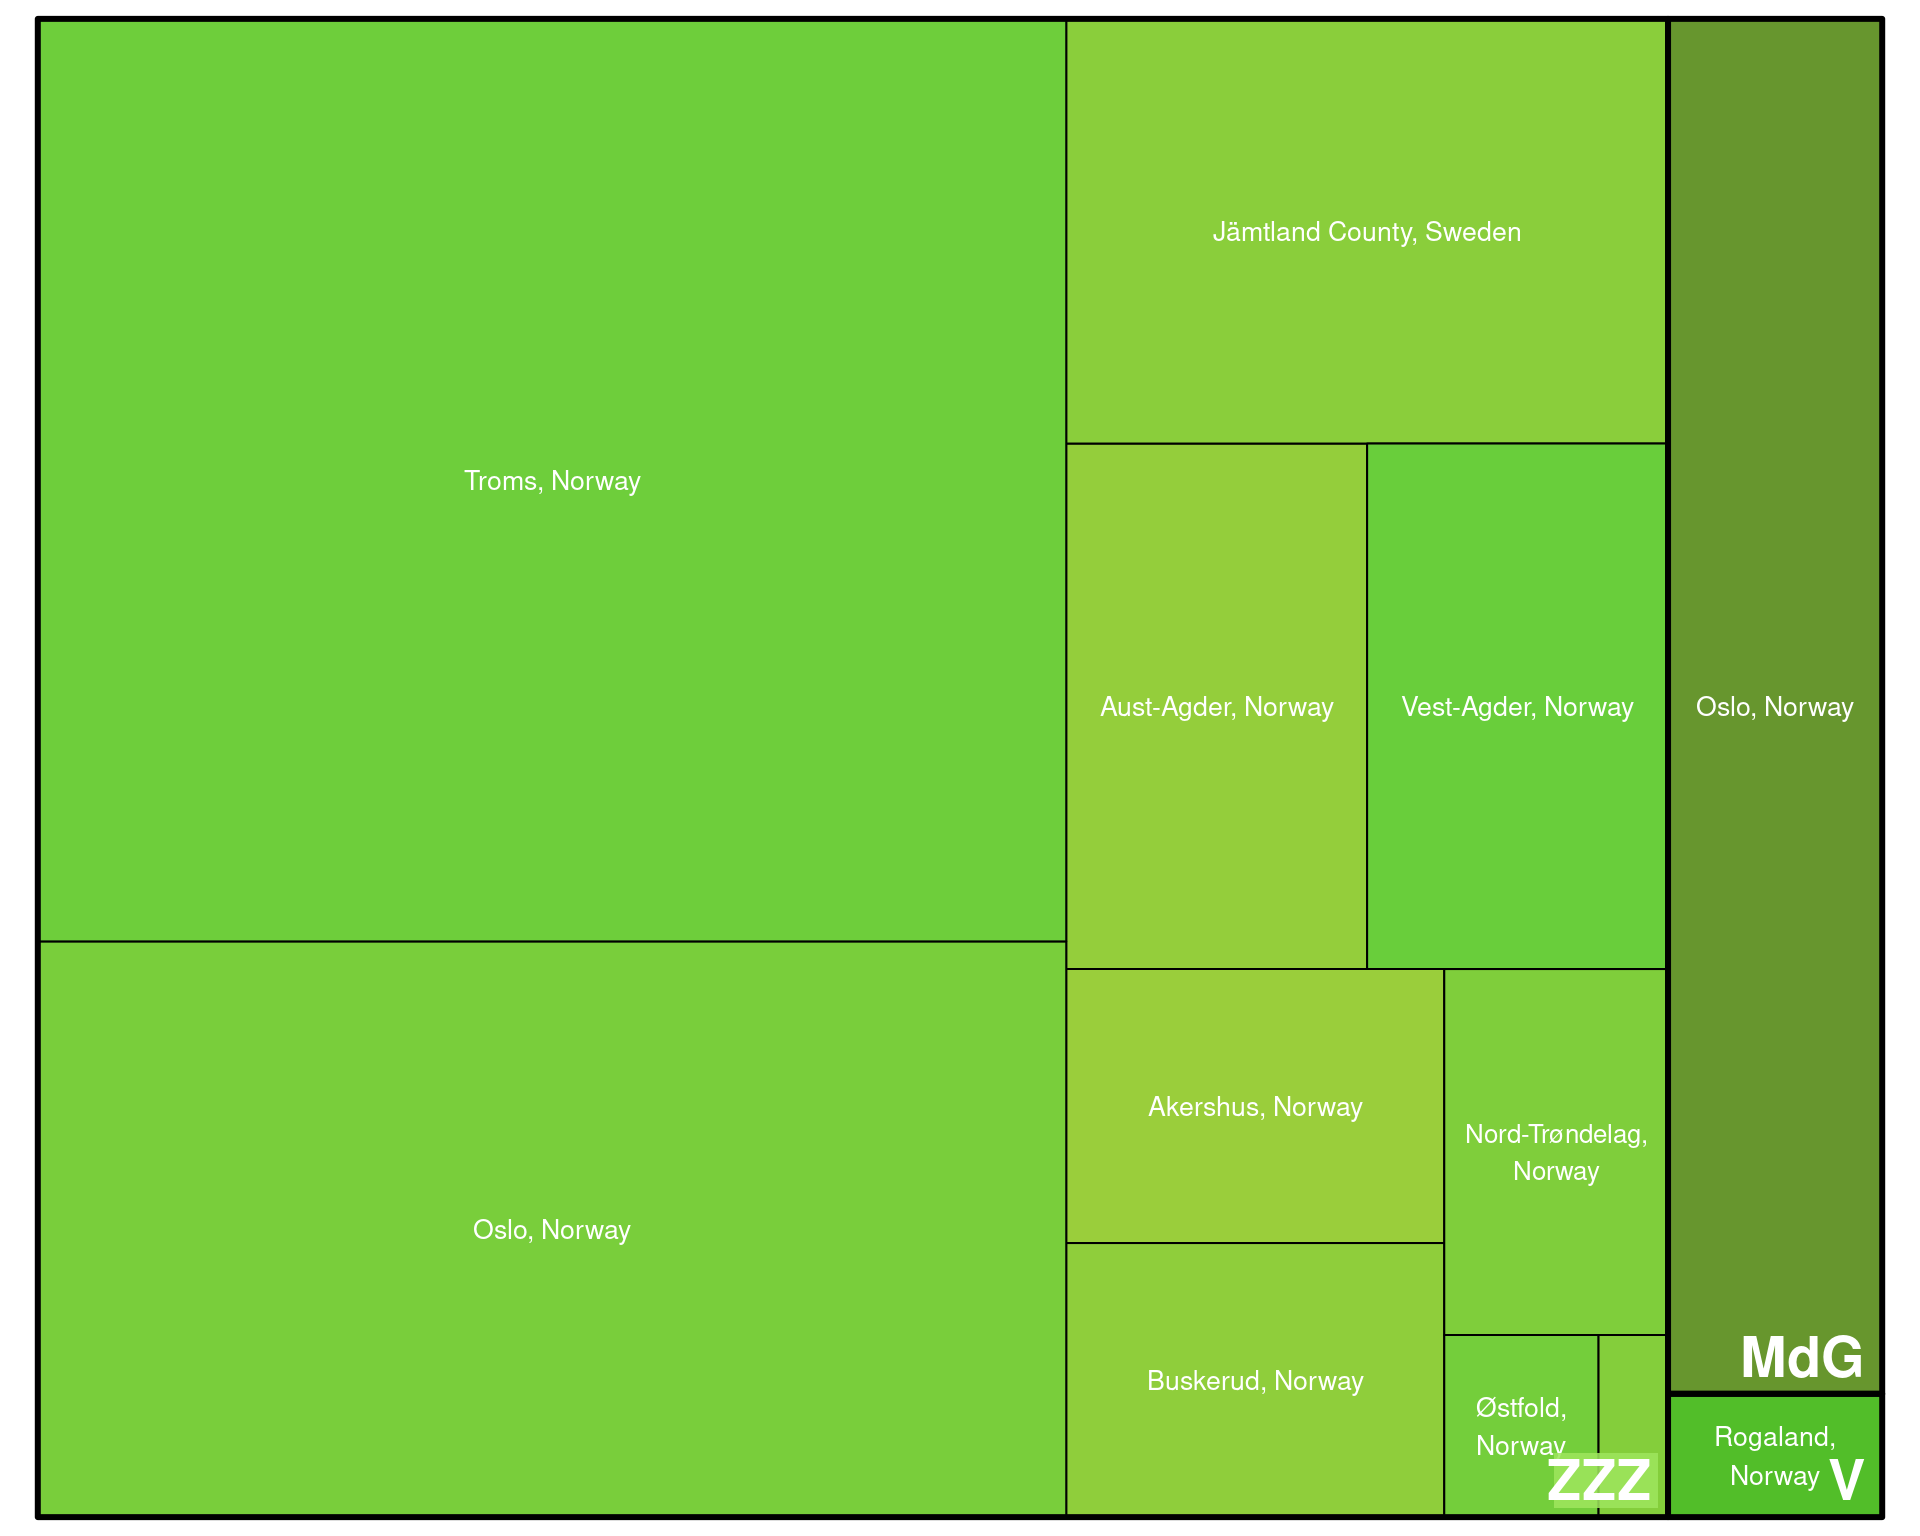 Troms, Norway
Oslo, Norway
Jämtland County, Sweden
Aust-Agder, Norway
Vest-Agder, Norway
Akershus, Norway
Buskerud, Norway
Nord-Trøndelag,
Norway
Østfold,
Norway
ZZZ
Oslo, Norway
MdG
Rogaland,
Norway
V